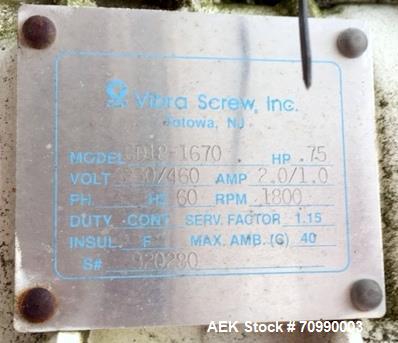 Vibra Screw, Inc.
Totowa, NJ
MODEL D12-1670 HP .75
VOLT 230/460 AMP 2.0/1.0
PH. HZ 60 RPM 1800
DUTY CONT SERV. FACTOR 1.15
INSUL. F MAX. AMB. (C) 40
S# 920280
AEK Stock # 70990003